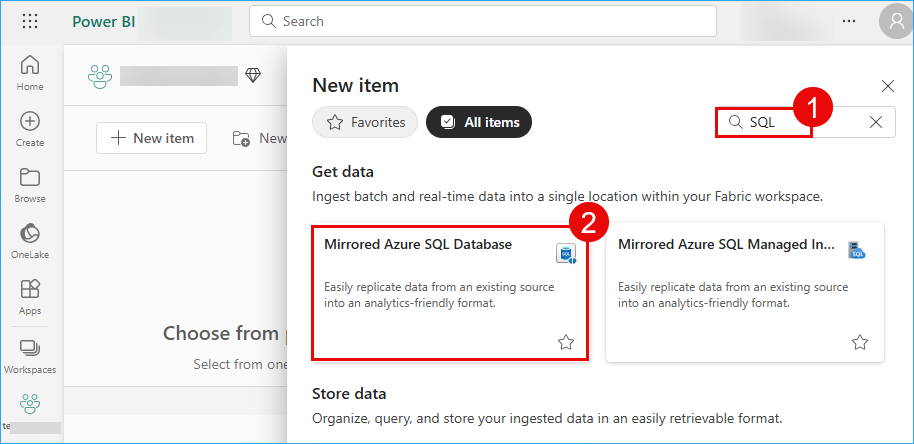 Power BI
Search
Home
Create
Browse
OneLake
Apps
Workspaces
te
New item
New
Choose from
Select from one
New item
Favorites
All items
SQL
1
Get data
Ingest batch and real-time data into a single location within your Fabric workspace.
2
Mirrored Azure SQL Database
SQL
Easily replicate data from an existing source
into an analytics-friendly format.
Mirrored Azure SQL Managed In...
SQL
Easily replicate data from an existing source
into an analytics-friendly format.
Store data
Organize, query, and store your ingested data in an easily retrievable format.